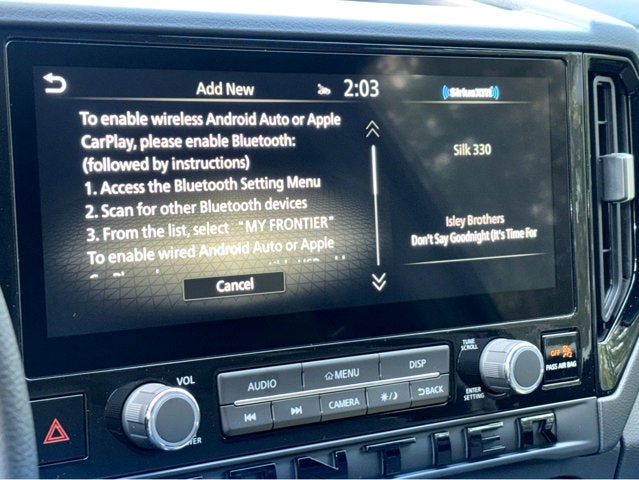 Add New
2:03
SiriusXM
To enable wireless Android Auto or Apple
CarPlay, please enable Bluetooth:
(followed by instructions)
1. Access the Bluetooth Setting Menu
2. Scan for other Bluetooth devices
3. From the list, select "MY FRONTIER"
To enable wired Android Auto or Apple
Cancel
Silk 330
Isley Brothers
Don't Say Goodnight (It's Time For
VOL
AUDIO
MENU
DISP
CAMERA
BACK
TUNE
SCROLL
ENTER
SETTING
OFF
PASS AIR BAG
NTIER